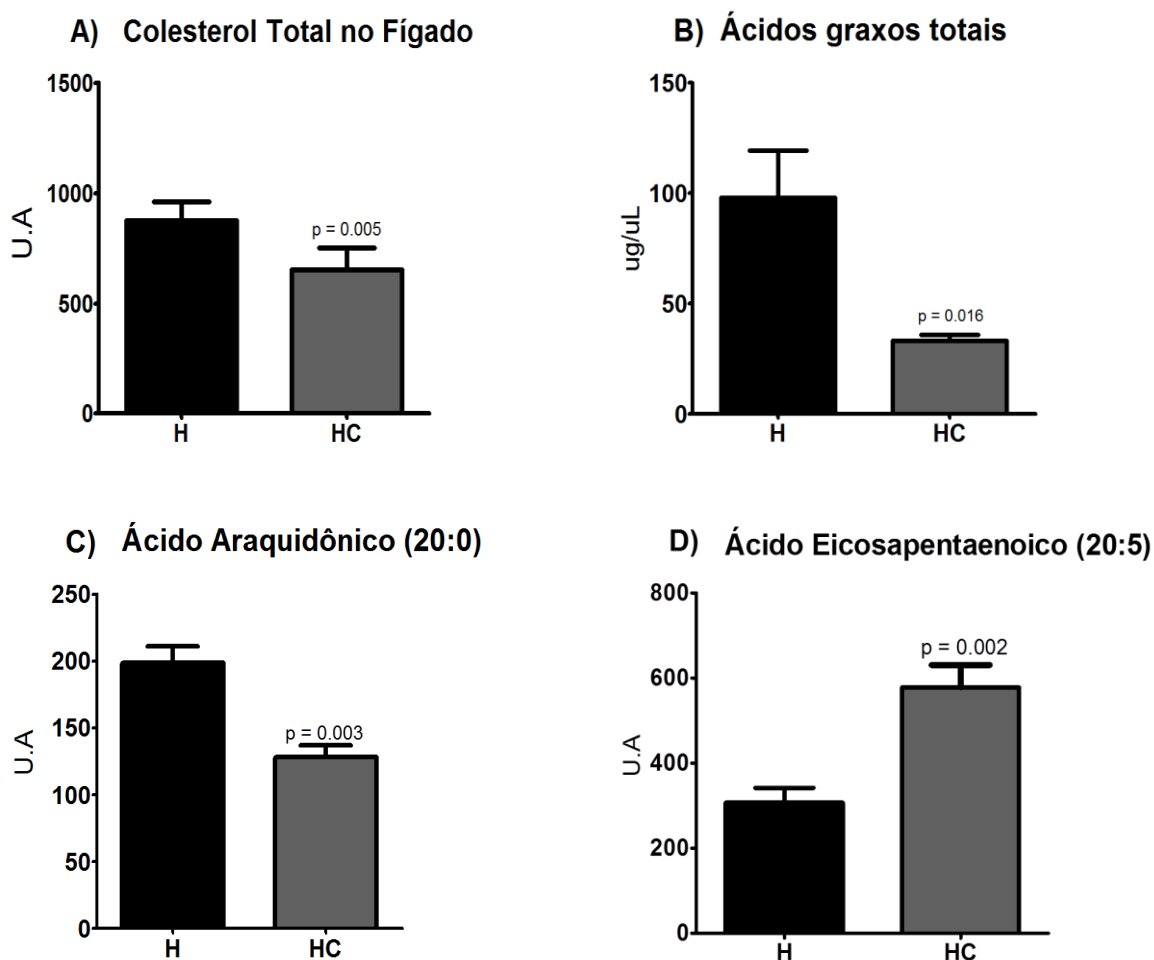 A) Colesterol Total no Fígado
1500
1000
500
0
U.A
p = 0.005
H
HC
B) Ácidos graxos totais
150
100
50
0
ug/uL
p = 0.016
H
HC
C) Ácido Araquidônico (20:0)
250
200
150
100
50
0
U.A
p = 0.003
H
HC
D) Ácido Eicosapentaenoico (20:5)
800
600
400
200
0
U.A
p = 0.002
H
HC